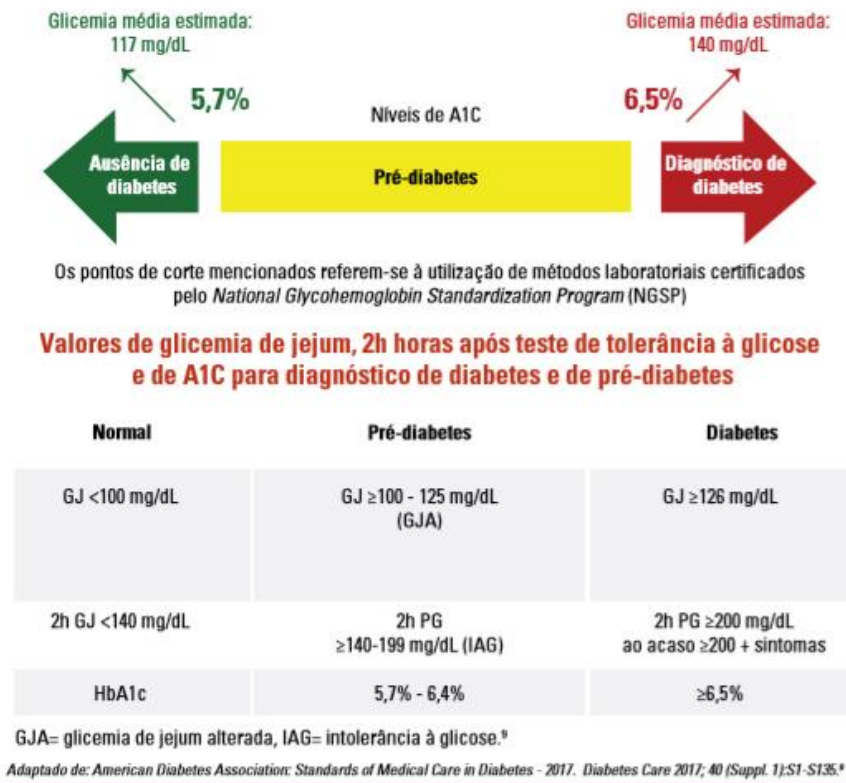 Glicemia média estimada:
117 mg/dL
Glicemia média estimada:
140 mg/dL
5,7%
Níveis de A1C
6,5%
Ausência de
diabetes
Pré-diabetes
Diagnóstico de
diabetes
Os pontos de corte mencionados referem-se à utilização de métodos laboratoriais certificados
pelo National Glycohemoglobin Standardization Program (NGSP)
Valores de glicemia de jejum, 2h horas após teste de tolerância à glicose
e de A1C para diagnóstico de diabetes e de pré-diabetes
Normal
Pré-diabetes
Diabetes
GJ <100 mg/dL
GJ ≥100 - 125 mg/dL
(GJA)
GJ ≥126 mg/dL
2h GJ <140 mg/dL
2h PG
≥140-199 mg/dL (IAG)
2h PG ≥200 mg/dL
ao acaso ≥200 + sintomas
HbA1c
5,7% - 6,4%
≥6,5%
GJA= glicemia de jejum alterada, IAG= intolerância à glicose.⁹
Adaptado de: American Diabetes Association: Standards of Medical Care in Diabetes - 2017. Diabetes Care 2017; 40 (Suppl. 1):S1-S135.⁹